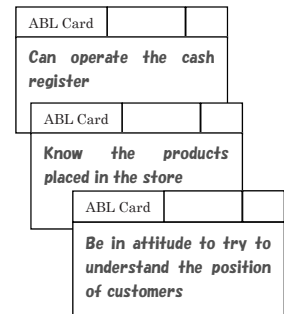 ABL Card
Can operate the cash
register
ABL Card
Know the products
placed in the store
ABL Card
Be in attitude to try to
understand the position
of customers